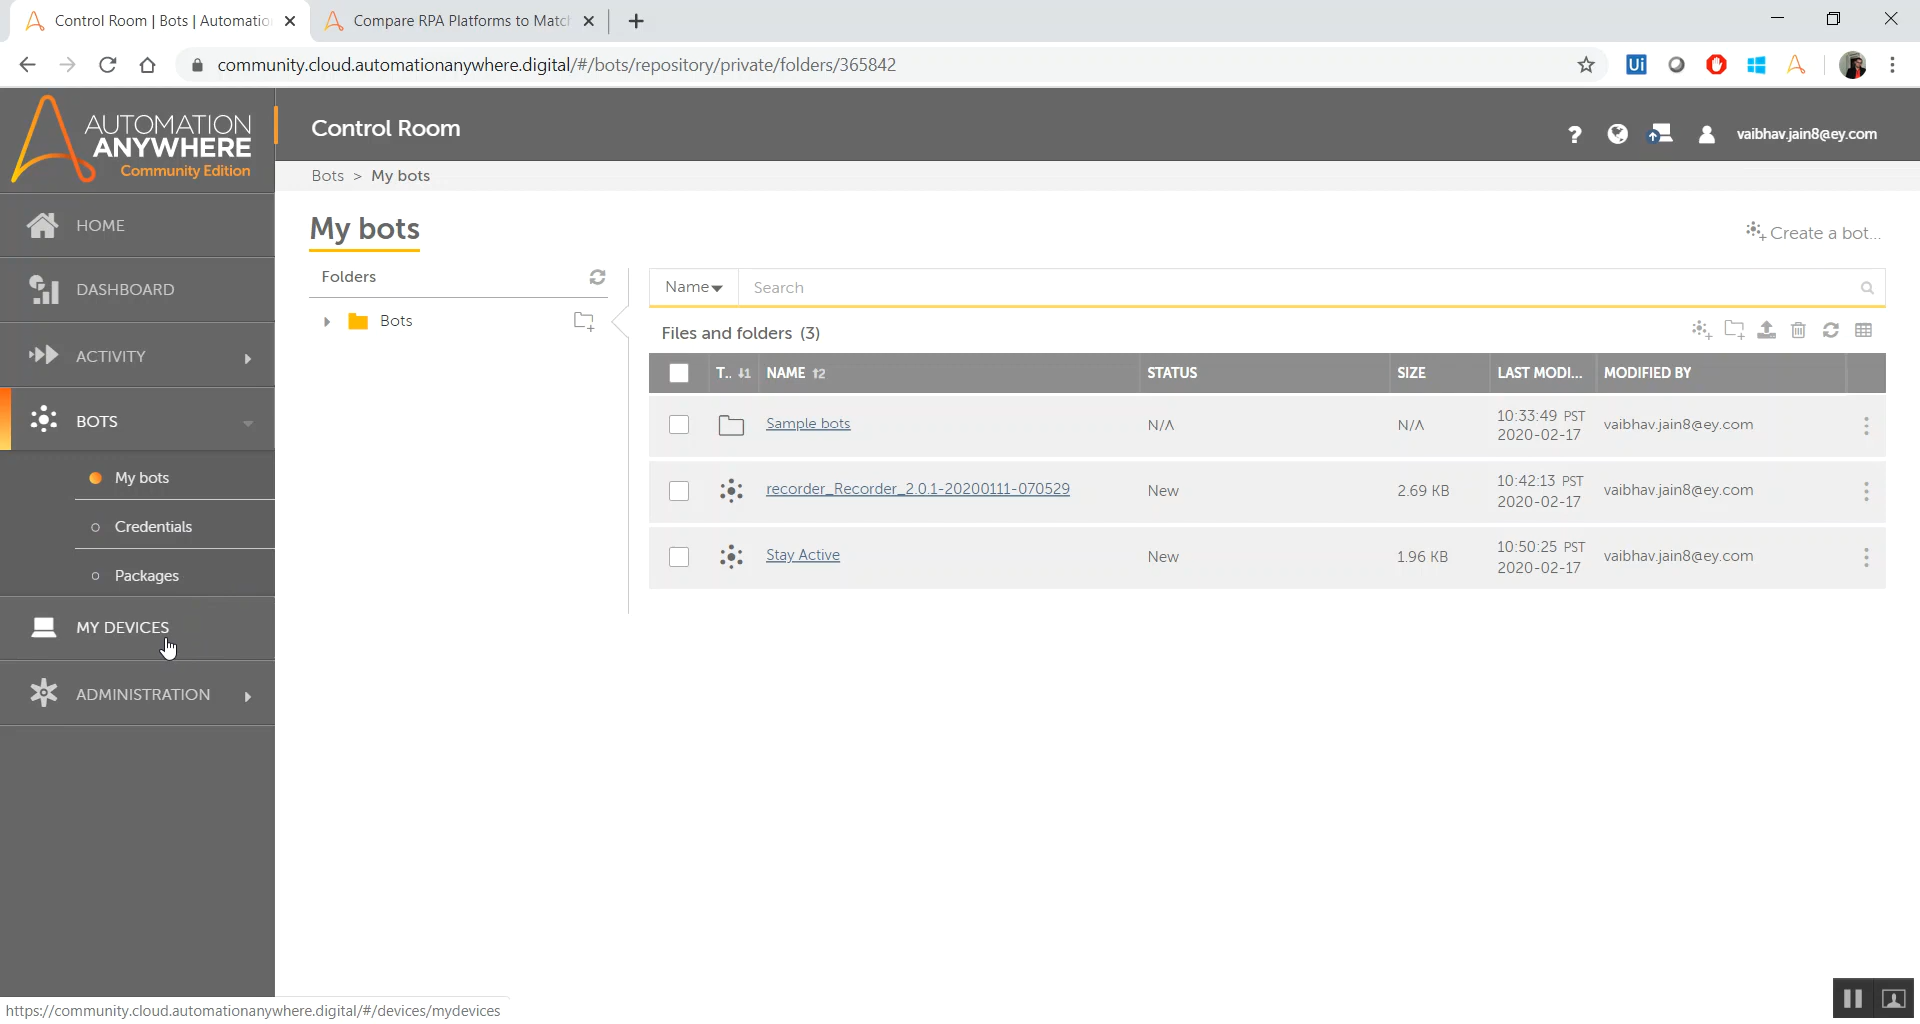 Control Room | Bots | Automatio
Compare RPA Platforms to Matc
community.cloud.automationanywhere.digital/#/bots/repository/private/folders/365842
Ui
AUTOMATION
ANYWHERE
Community Edition
Control Room
vaibhav.jain8@ey.com
Bots > My bots
HOME
DASHBOARD
ACTIVITY
BOTS
My bots
Credentials
Packages
MY DEVICES
ADMINISTRATION
My bots
Create a bot...
Folders
Bots
Name
Search
Files and folders (3)
T.. NAME STATUS SIZE LAST MODI... MODIFIED BY
Sample bots N/A N/A 10:33:49 PST vaibhav.jain8@ey.com
2020-02-17
recorder_Recorder_2.0.1-20200111-070529 New 2.69 KB 10:42:13 PST vaibhav.jain8@ey.com
2020-02-17
Stay Active New 1.96 KB 10:50:25 PST vaibhav.jain8@ey.com
2020-02-17
https://community.cloud.automationanywhere.digital/#/devices/mydevices